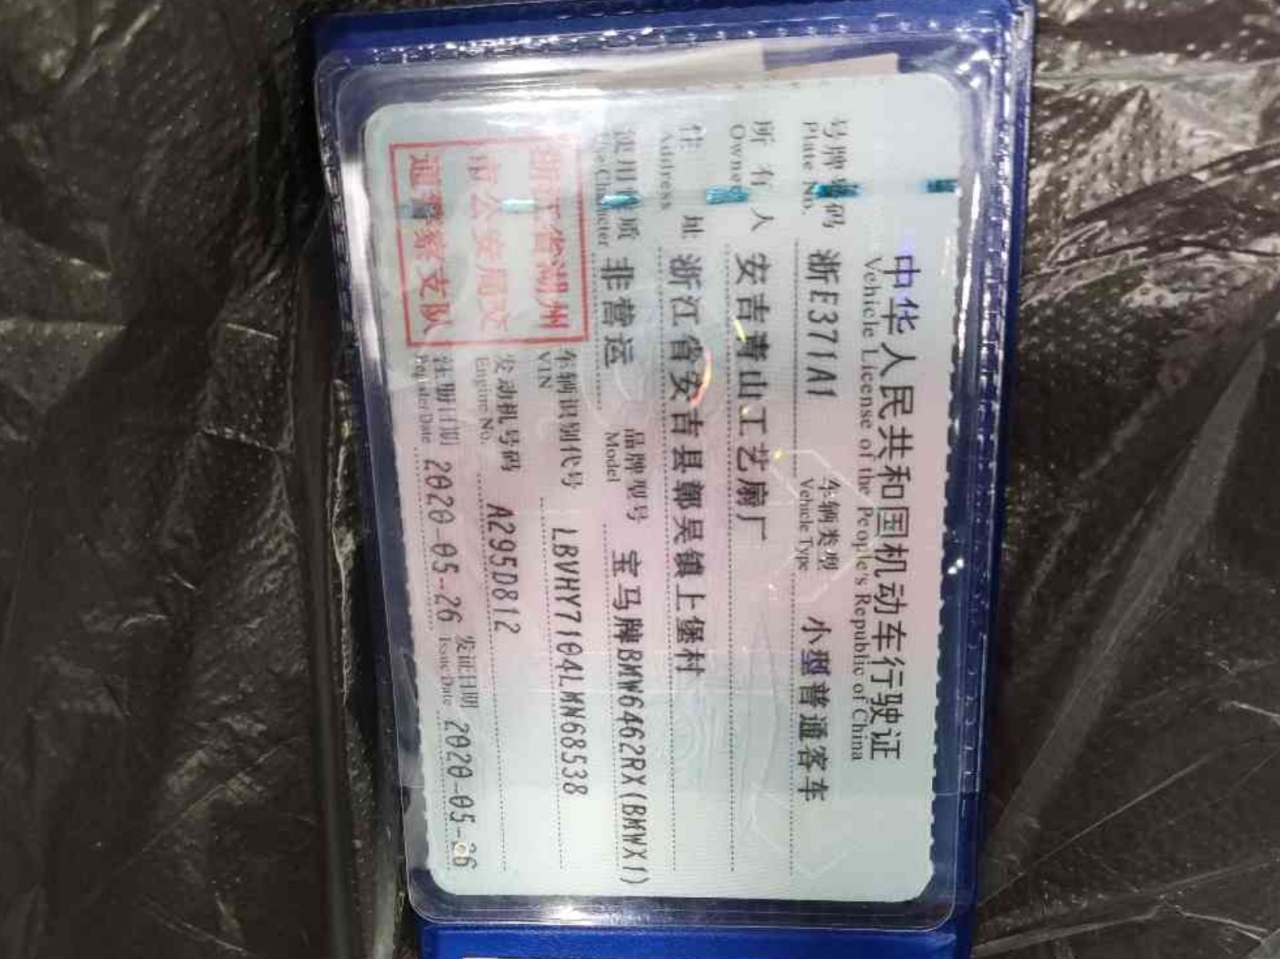 中华人民共和国机动车行驶证
Vehicle License of the People's Republic of China
号牌号码 浙E371A1 车辆类型 小型普通客车
Plate No. Vehicle Type
所有人 安吉青山工艺扇厂
Owner
住址 浙江省安吉县鄣吴镇上堡村
Address
使用性质 非营运 品牌型号 宝马牌BMW6462RX(BMWX1)
Use Character Model
浙江省湖州
市公安局交
通警察支队
车辆识别代号 LBVHY7104LMN68538
VIN
发动机号码 A295D812
Engine No.
注册日期 2020-05-26 发证日期 2020-05-26
Register Date Issue Date